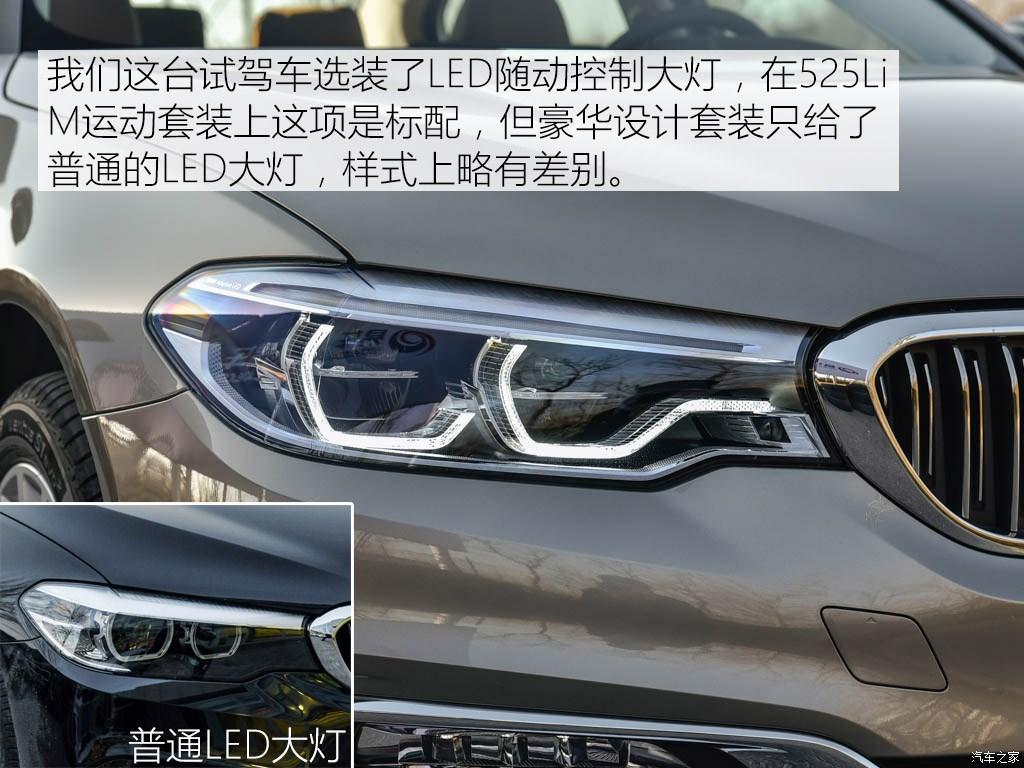 我们这台试驾车选装了LED随动控制大灯，在525Li
M运动套装上这项是标配，但豪华设计套装只给了
普通的LED大灯，样式上略有差别。
普通LED大灯
汽车之家